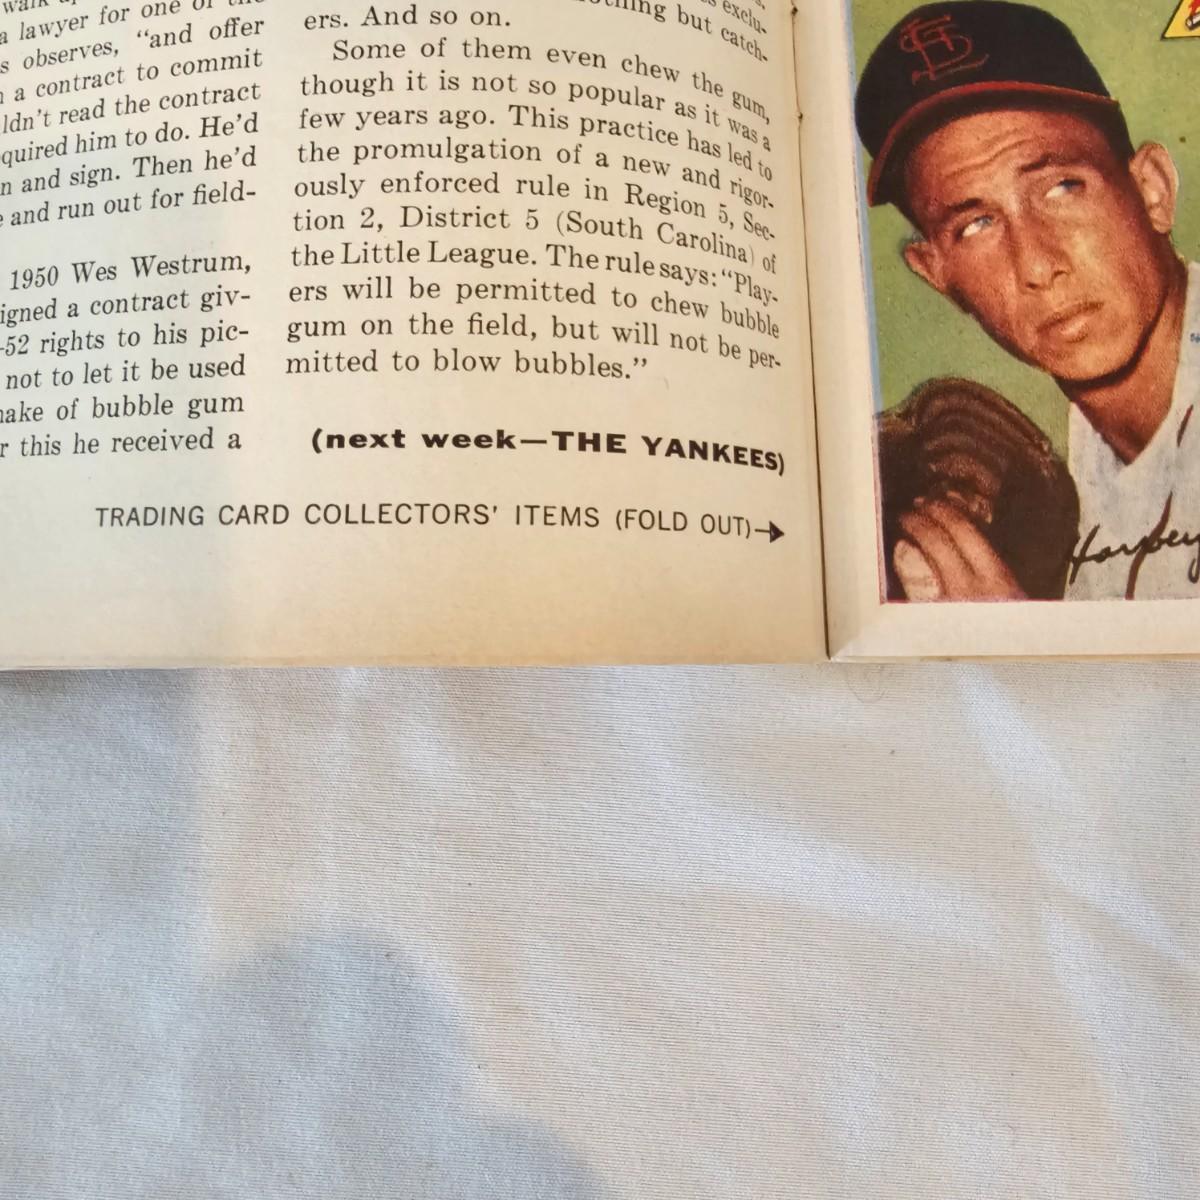 a lawyer for one of the
s observes, “and offer
a contract to commit
ldn’t read the contract
quired him to do. He’d
n and sign. Then he’d
e and run out for field-
1950 Wes Westrum,
igned a contract giv-
-52 rights to his pic-
not to let it be used
make of bubble gum
r this he received a
exclu-
nothing but catch-
ers. And so on.
Some of them even chew the gum,
though it is not so popular as it was a
few years ago. This practice has led to
the promulgation of a new and rigor-
ously enforced rule in Region 5, Sec-
tion 2, District 5 (South Carolina) of
the Little League. The rule says: “Play-
ers will be permitted to chew bubble
gum on the field, but will not be per-
mitted to blow bubbles.”
(next week—THE YANKEES)
TRADING CARD COLLECTORS’ ITEMS (FOLD OUT)→
STL
Harvey